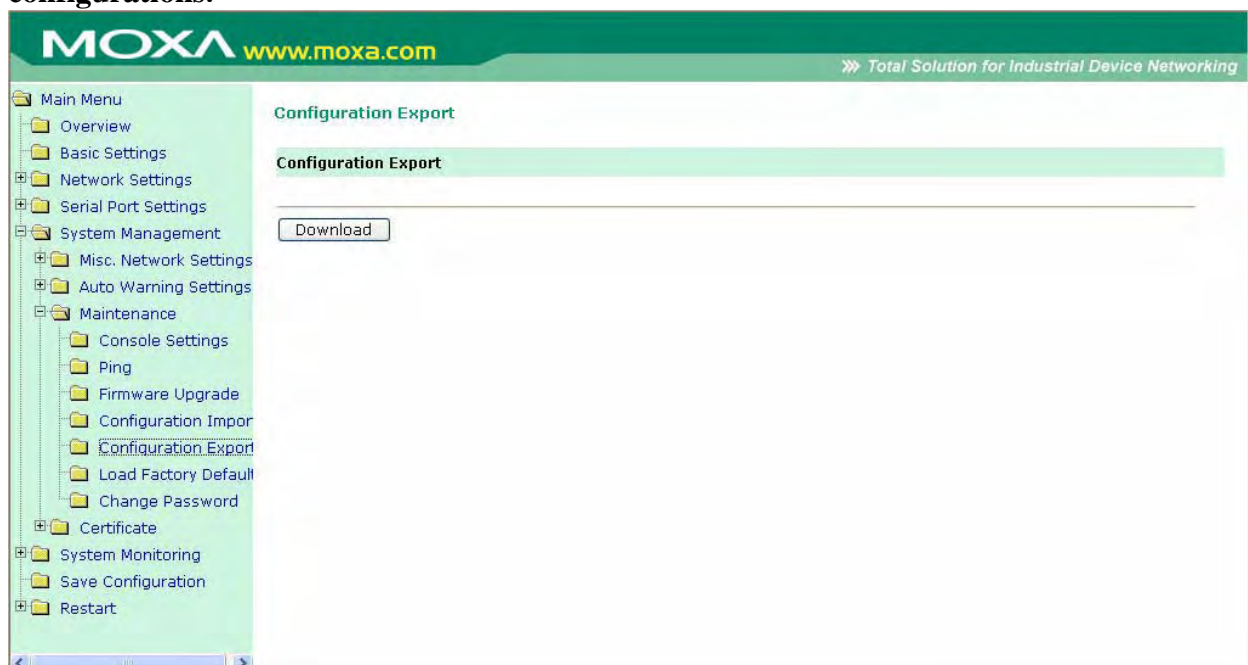 configurations.
MOXA www.moxa.com
Total Solution for Industrial Device Networking
Main Menu
Overview
Basic Settings
Network Settings
Serial Port Settings
System Management
Misc. Network Settings
Auto Warning Settings
Maintenance
Console Settings
Ping
Firmware Upgrade
Configuration Impor
Configuration Export
Load Factory Default
Change Password
Certificate
System Monitoring
Save Configuration
Restart
Configuration Export
Configuration Export
Download